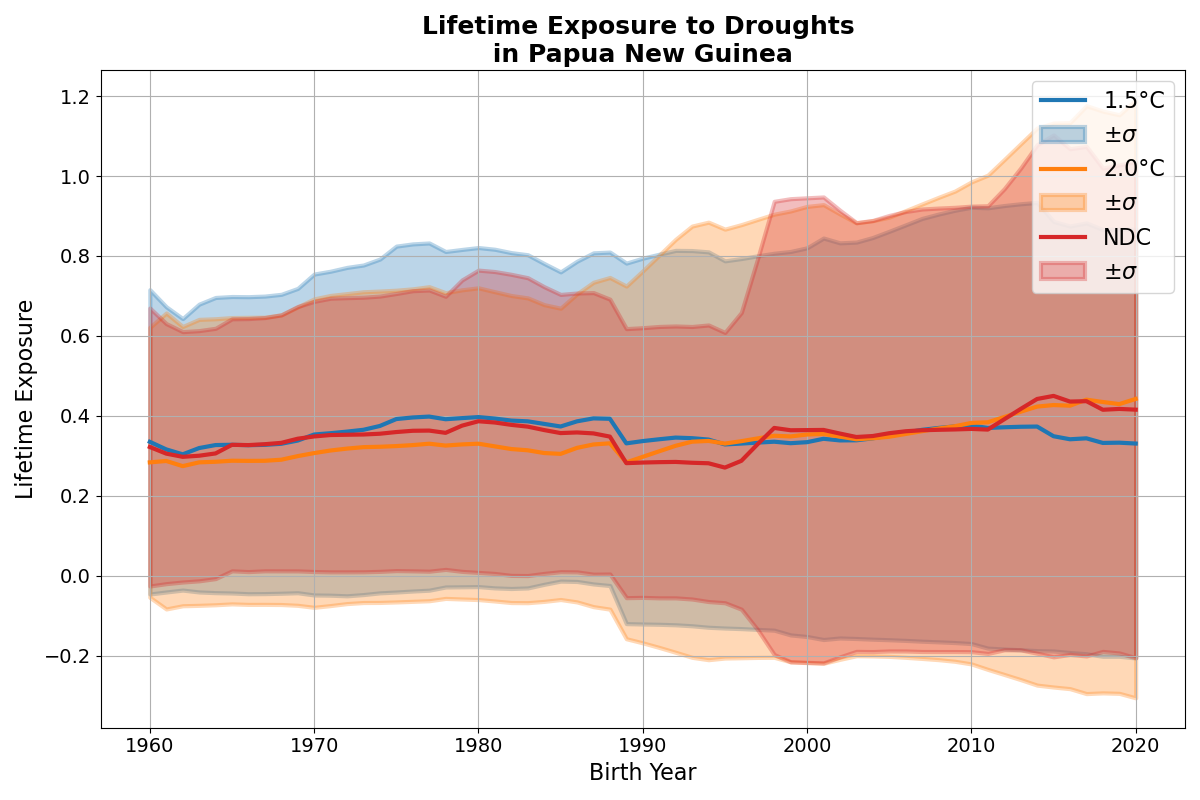 Lifetime Exposure to Droughts
in Papua New Guinea
1.2
1.0
0.8
0.6
0.4
0.2
0.0
−0.2
Lifetime Exposure
1.5°C
±σ
2.0°C
±σ
NDC
±σ
1960 1970 1980 1990 2000 2010 2020
Birth Year